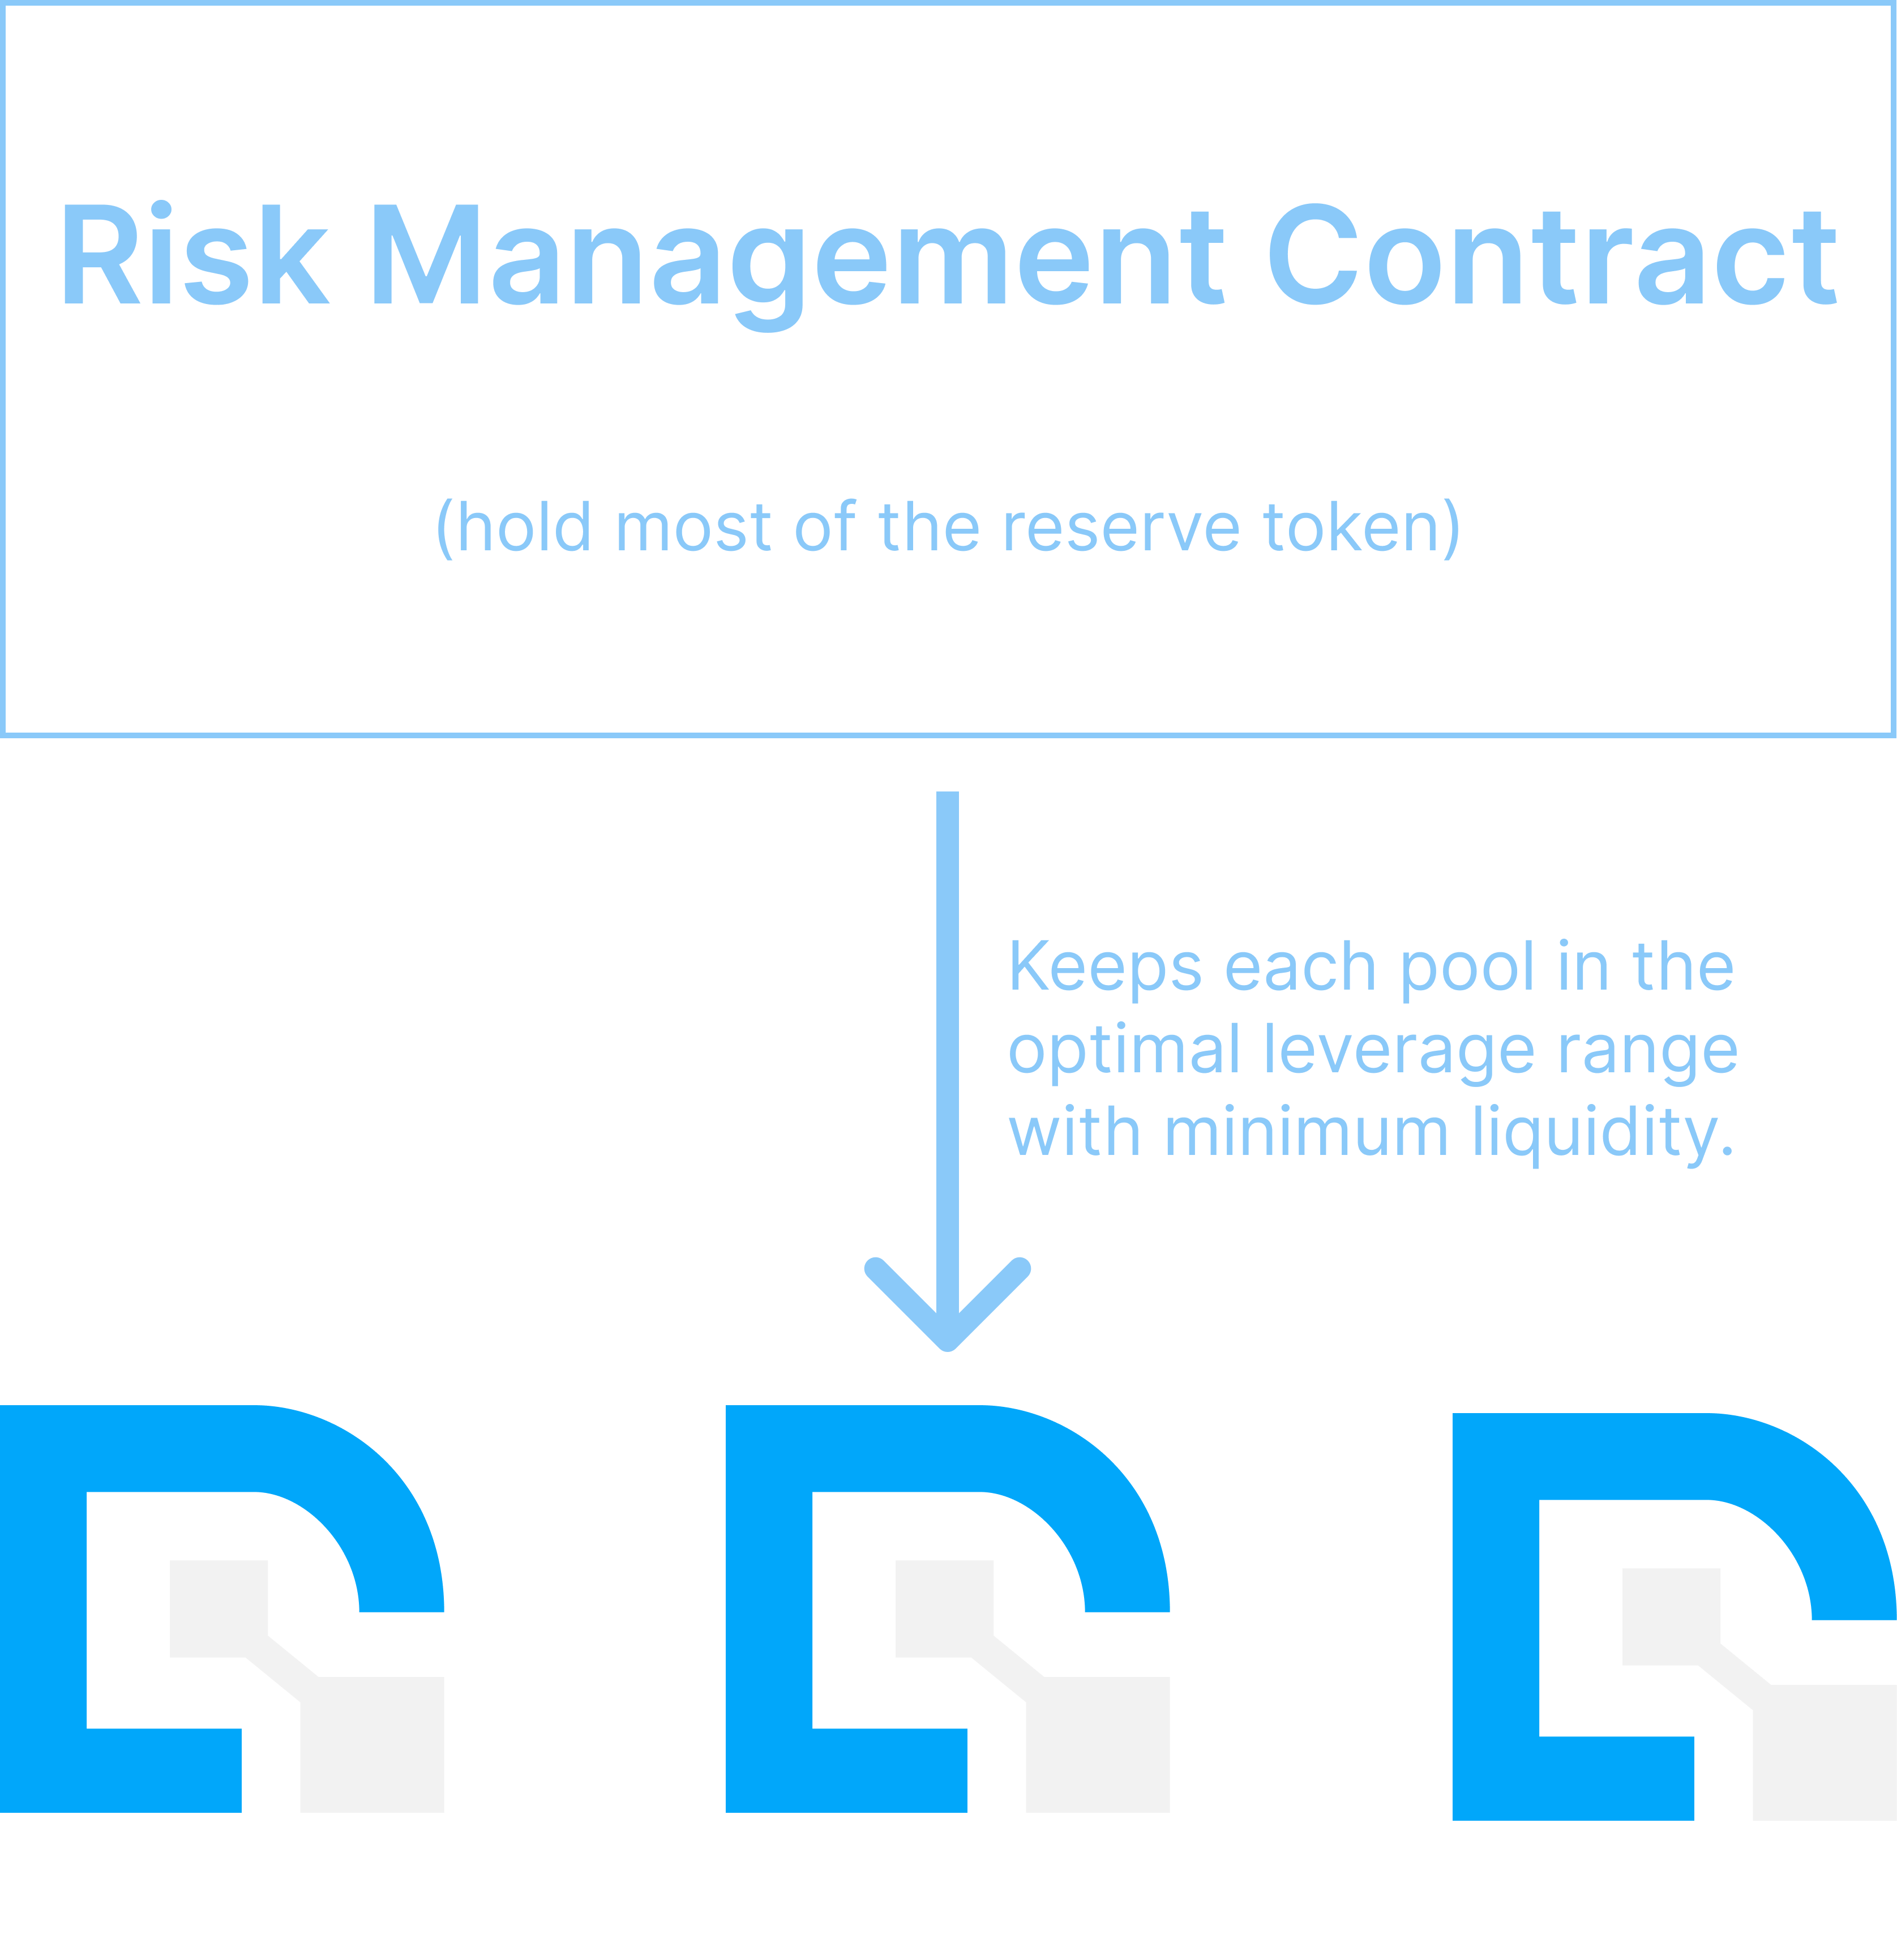 Risk Management Contract
(hold most of the reserve token)
Keeps each pool in the
optimal leverage range
with minimum liquidity.